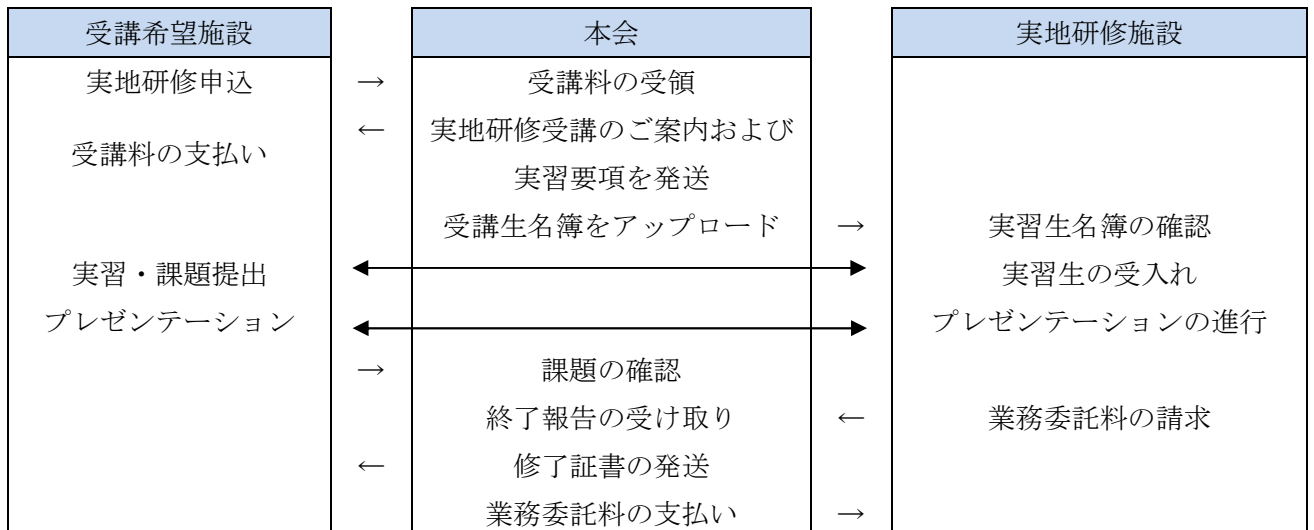 受講希望施設 本会 実地研修施設
実地研修申込 → 受講料の受領
← 実地研修受講のご案内および
受講料の支払い
実習要項を発送
受講生名簿をアップロード → 実習生名簿の確認
実習・課題提出 実習生の受入れ
プレゼンテーション プレゼンテーションの進行
→ 課題の確認
終了報告の受け取り ← 業務委託料の請求
← 修了証書の発送
業務委託料の支払い →